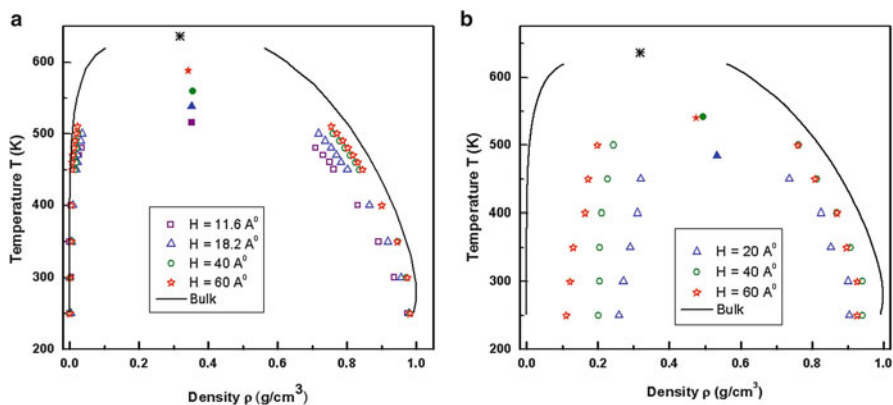 a
600
500
400
300
200
Temperature T (K)
H = 11.6 A⁰
H = 18.2 A⁰
H = 40 A⁰
H = 60 A⁰
Bulk
0.0 0.2 0.4 0.6 0.8 1.0
Density ρ (g/cm³)
b
600
500
400
300
200
Temperature T (K)
H = 20 A⁰
H = 40 A⁰
H = 60 A⁰
Bulk
0.0 0.2 0.4 0.6 0.8 1.0
Density ρ (g/cm³)